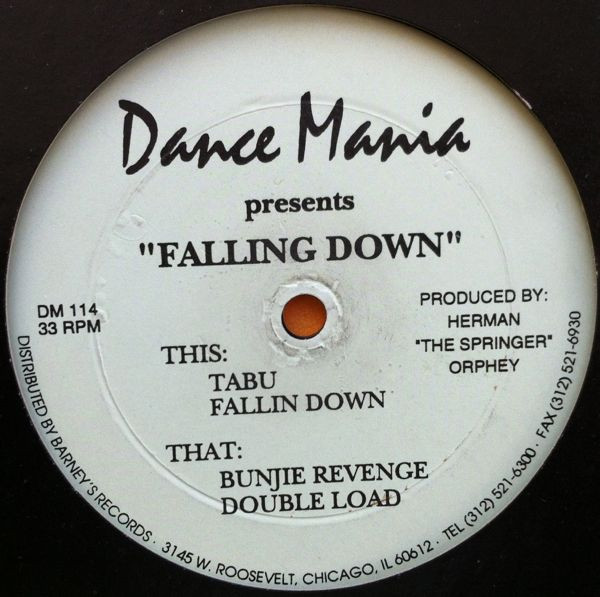 Dance Mania
presents
"FALLING DOWN"
DM 114
33 RPM
PRODUCED BY:
HERMAN
"THE SPRINGER"
ORPHEY
THIS:
TABU
FALLIN DOWN
THAT:
BUNJIE REVENGE
DOUBLE LOAD
DISTRIBUTED BY BARNEY'S RECORDS · 3145 W. ROOSEVELT, CHICAGO, IL 60612 · TEL (312) 521-6300 · FAX (312) 521-6930